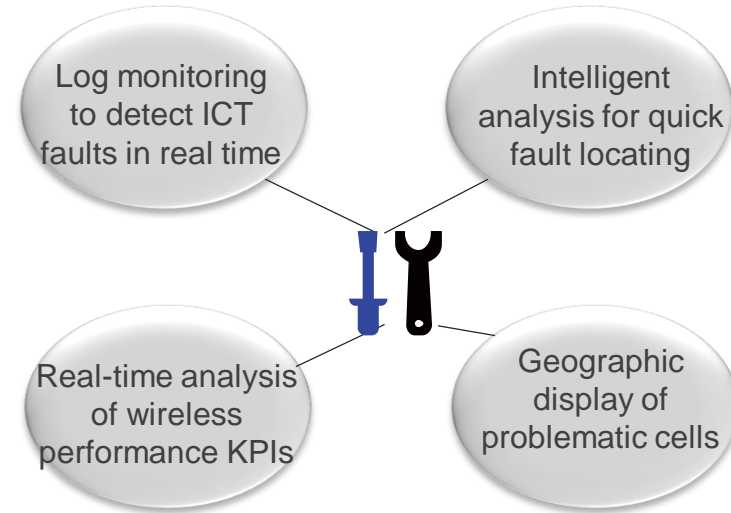 Log monitoring
to detect ICT
faults in real time
Intelligent
analysis for quick
fault locating
Real-time analysis
of wireless
performance KPIs
Geographic
display of
problematic cells